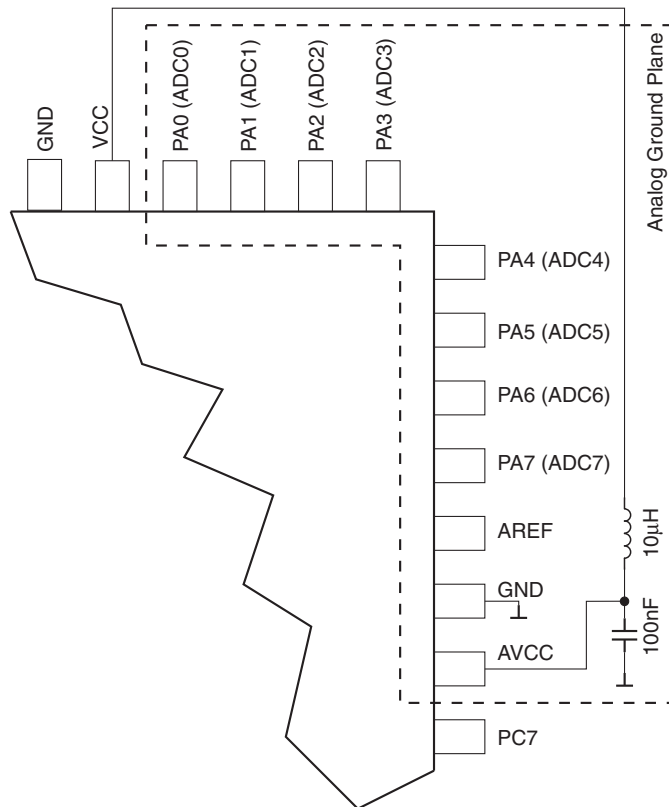 GND
VCC
PA0 (ADC0)
PA1 (ADC1)
PA2 (ADC2)
PA3 (ADC3)
Analog Ground Plane
PA4 (ADC4)
PA5 (ADC5)
PA6 (ADC6)
PA7 (ADC7)
AREF
10μH
GND
AVCC
100nF
PC7